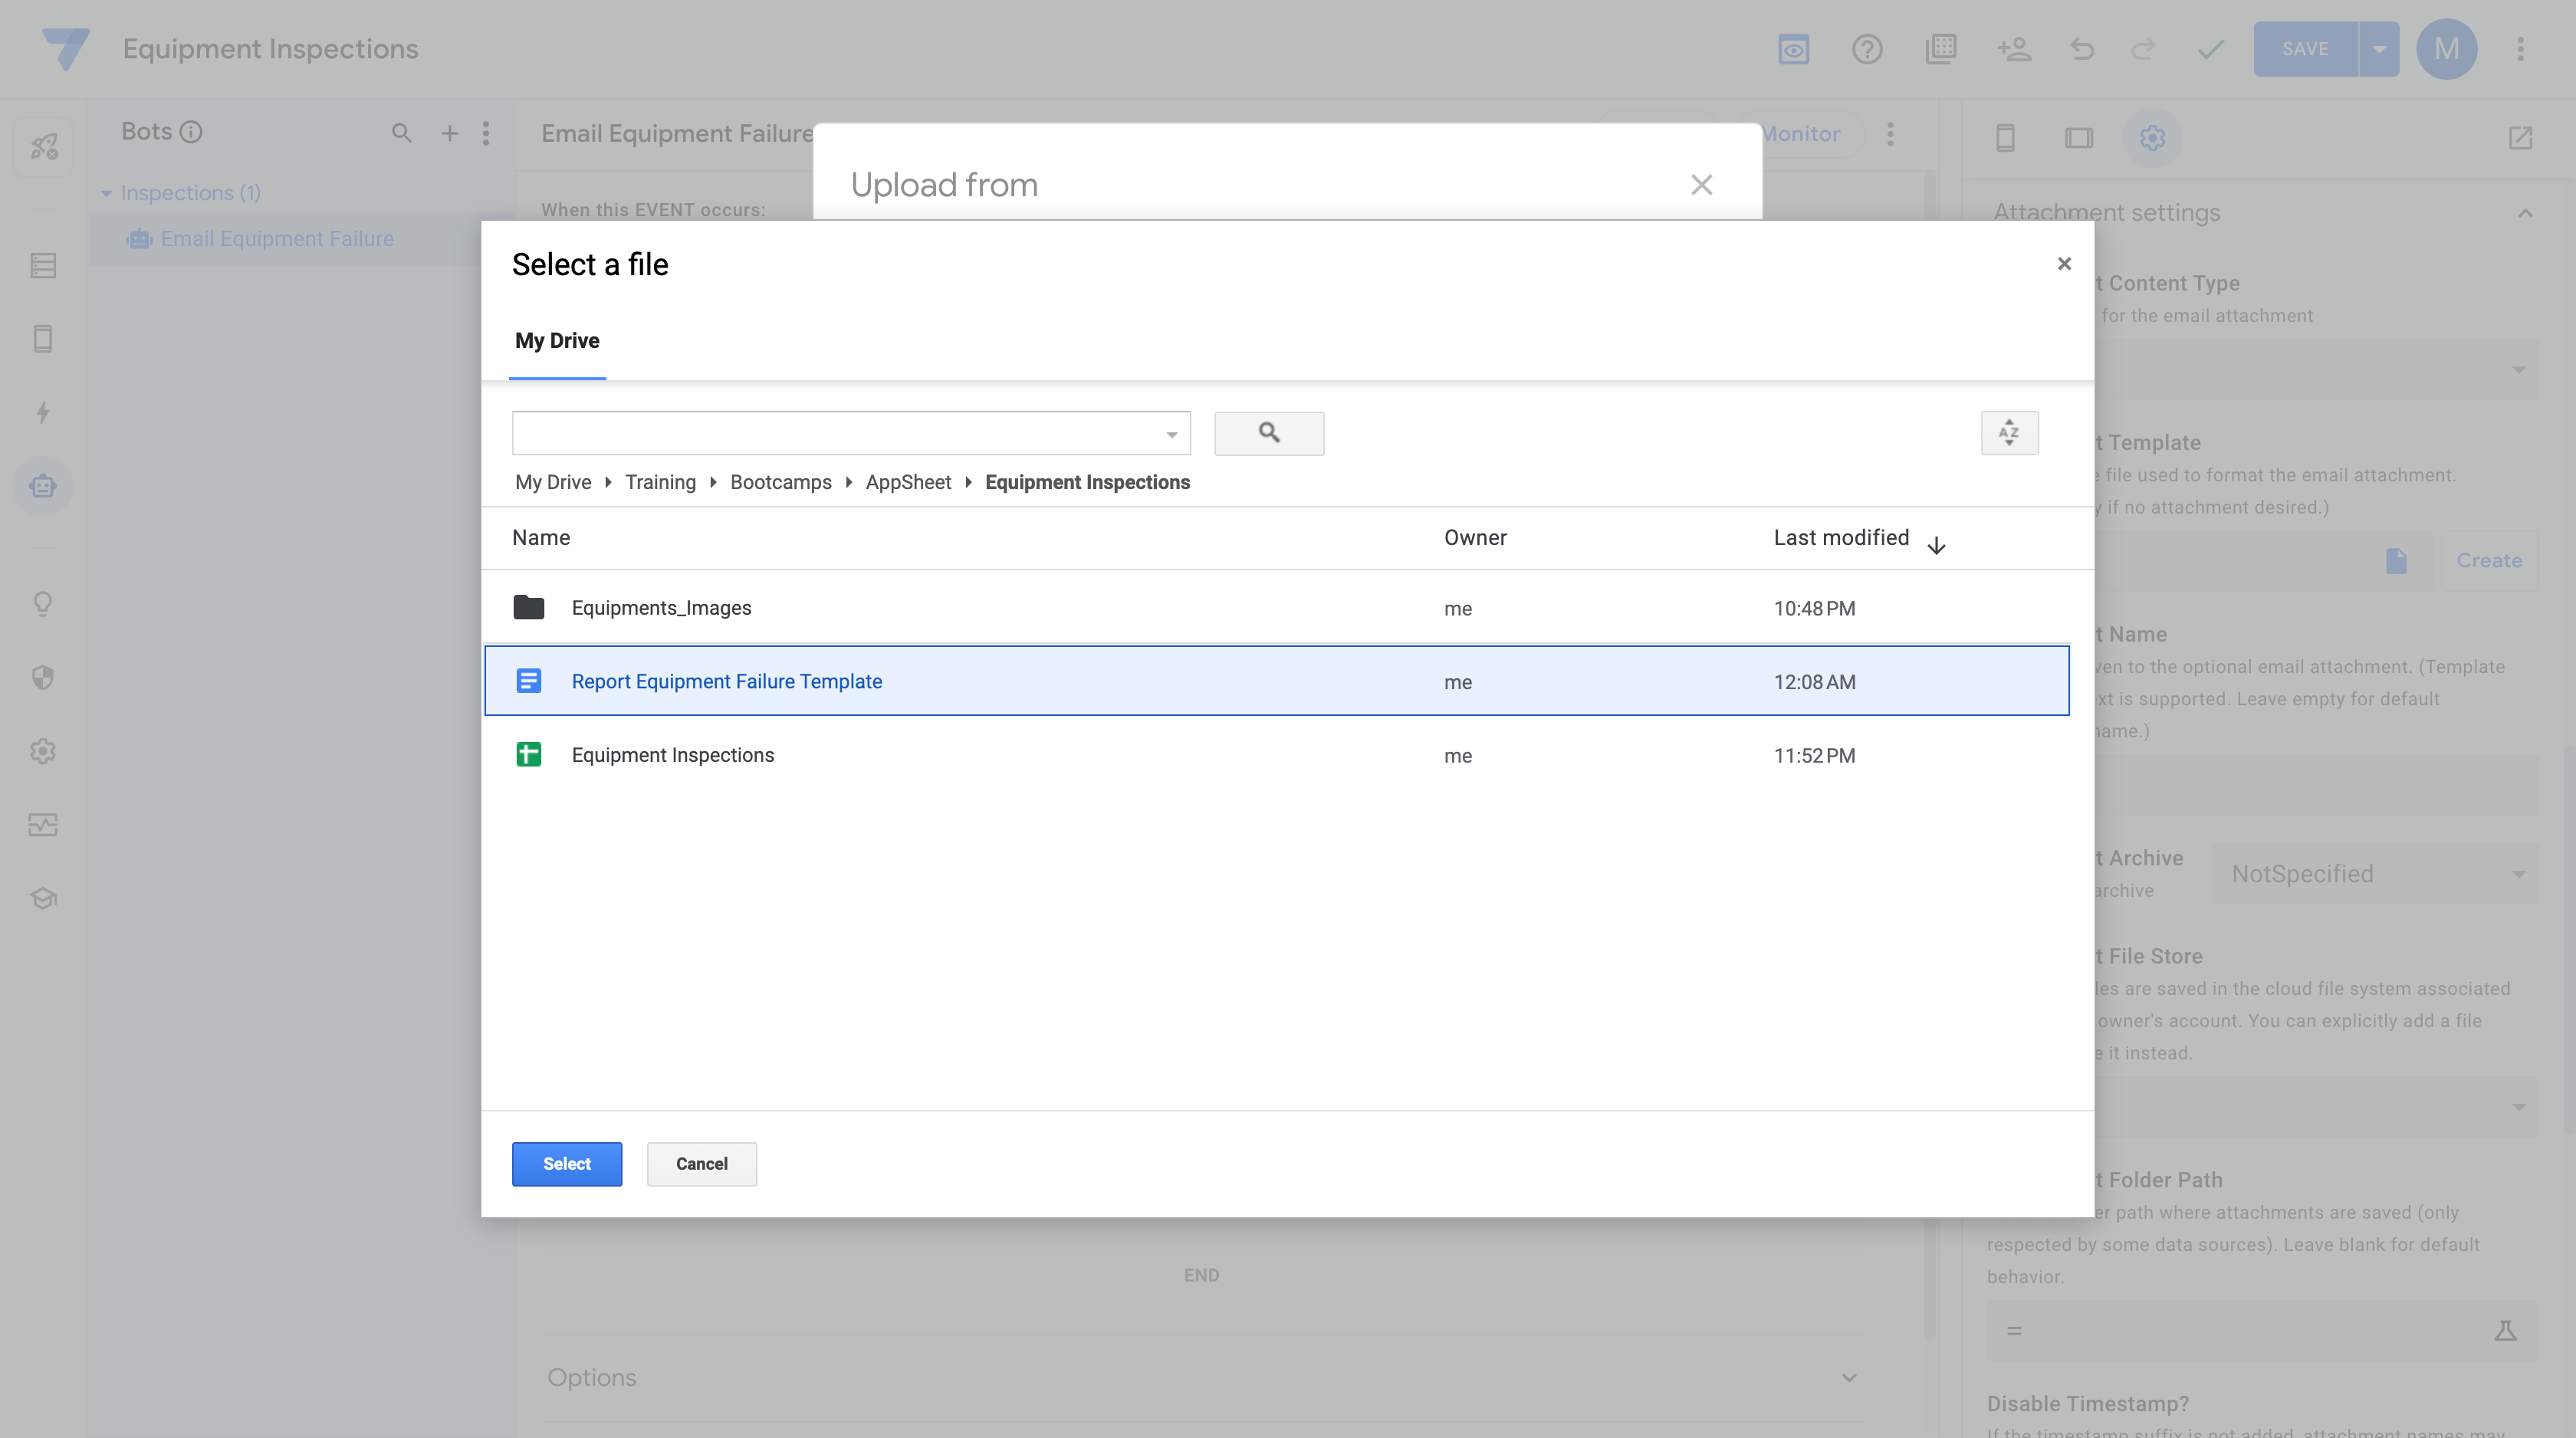 Equipment Inspections
SAVE
M
Bots
Inspections (1)
Email Equipment Failure
Email Equipment Failure
Monitor
When this EVENT occurs:
Upload from
Select a file
My Drive
AZ
My Drive Training Bootcamps AppSheet Equipment Inspections
Name Owner Last modified
Equipments_Images me 10:48 PM
Report Equipment Failure Template me 12:08 AM
Equipment Inspections me 11:52 PM
Select Cancel
END
Options
Attachment settings
t Content Type
for the email attachment
t Template
file used to format the email attachment.
y if no attachment desired.)
Create
t Name
ven to the optional email attachment. (Template
xt is supported. Leave empty for default
name.)
t Archive
archive
NotSpecified
t File Store
les are saved in the cloud file system associated
owner's account. You can explicitly add a file
e it instead.
t Folder Path
er path where attachments are saved (only
respected by some data sources). Leave blank for default
behavior.
=
Disable Timestamp?
If the timestamp suffix is not added, attachment names may